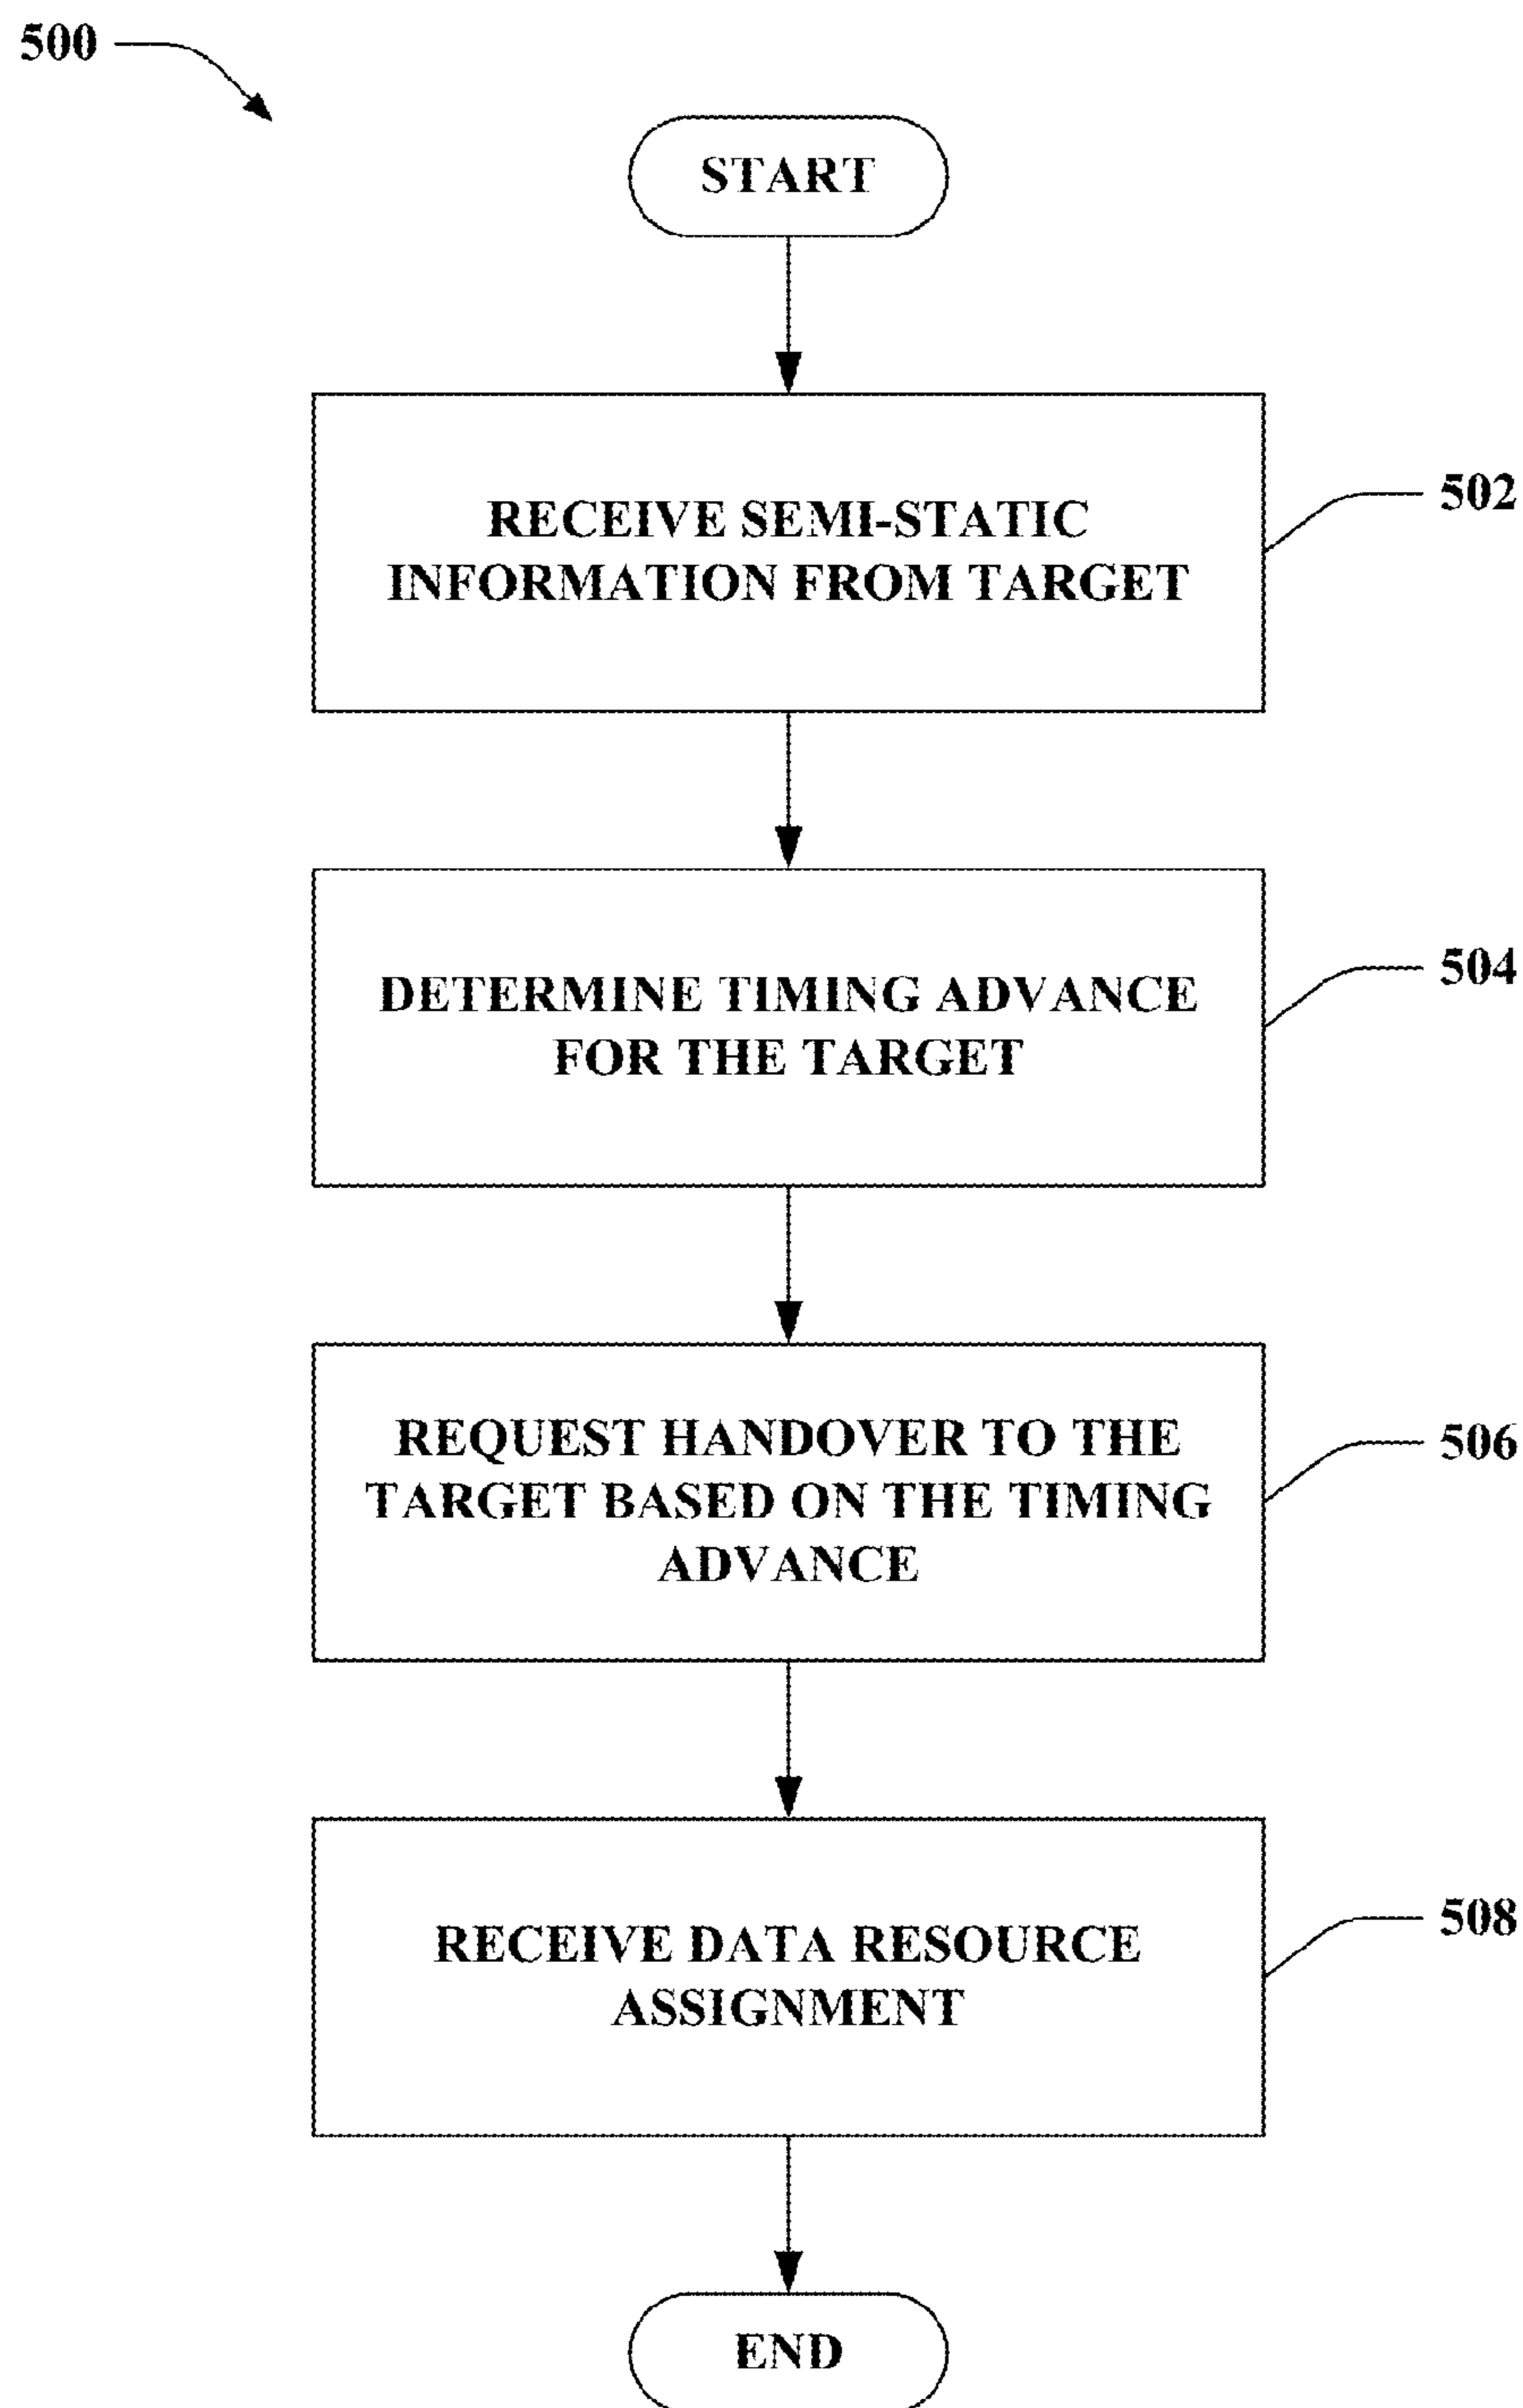 500
START
RECEIVE SEMI-STATIC
INFORMATION FROM TARGET
502
DETERMINE TIMING ADVANCE
FOR THE TARGET
504
REQUEST HANDOVER TO THE
TARGET BASED ON THE TIMING
ADVANCE
506
RECEIVE DATA RESOURCE
ASSIGNMENT
508
END